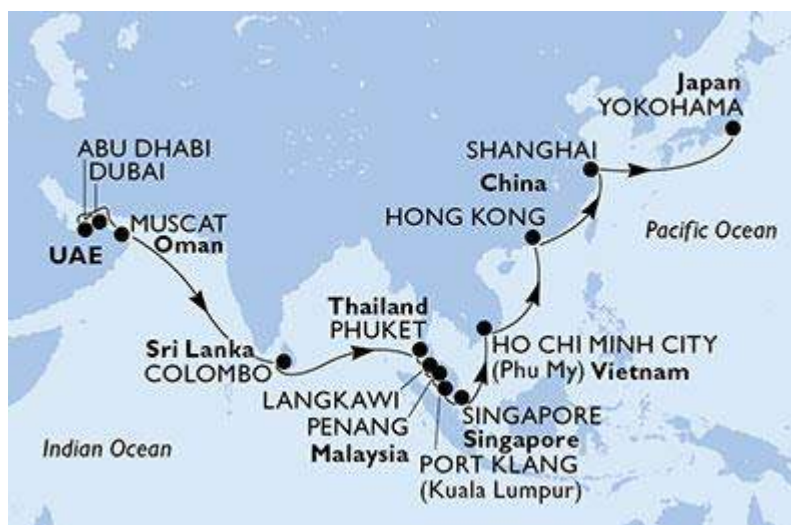 Japan
YOKOHAMA
ABU DHABI
DUBAI
SHANGHAI
China
MUSCAT
Oman
HONG KONG
UAE
Pacific Ocean
Thailand
PHUKET
Sri Lanka
COLOMBO
HO CHI MINH CITY
(Phu My) Vietnam
LANGKAWI
PENANG
Malaysia
SINGAPORE
Singapore
PORT KLANG
(Kuala Lumpur)
Indian Ocean